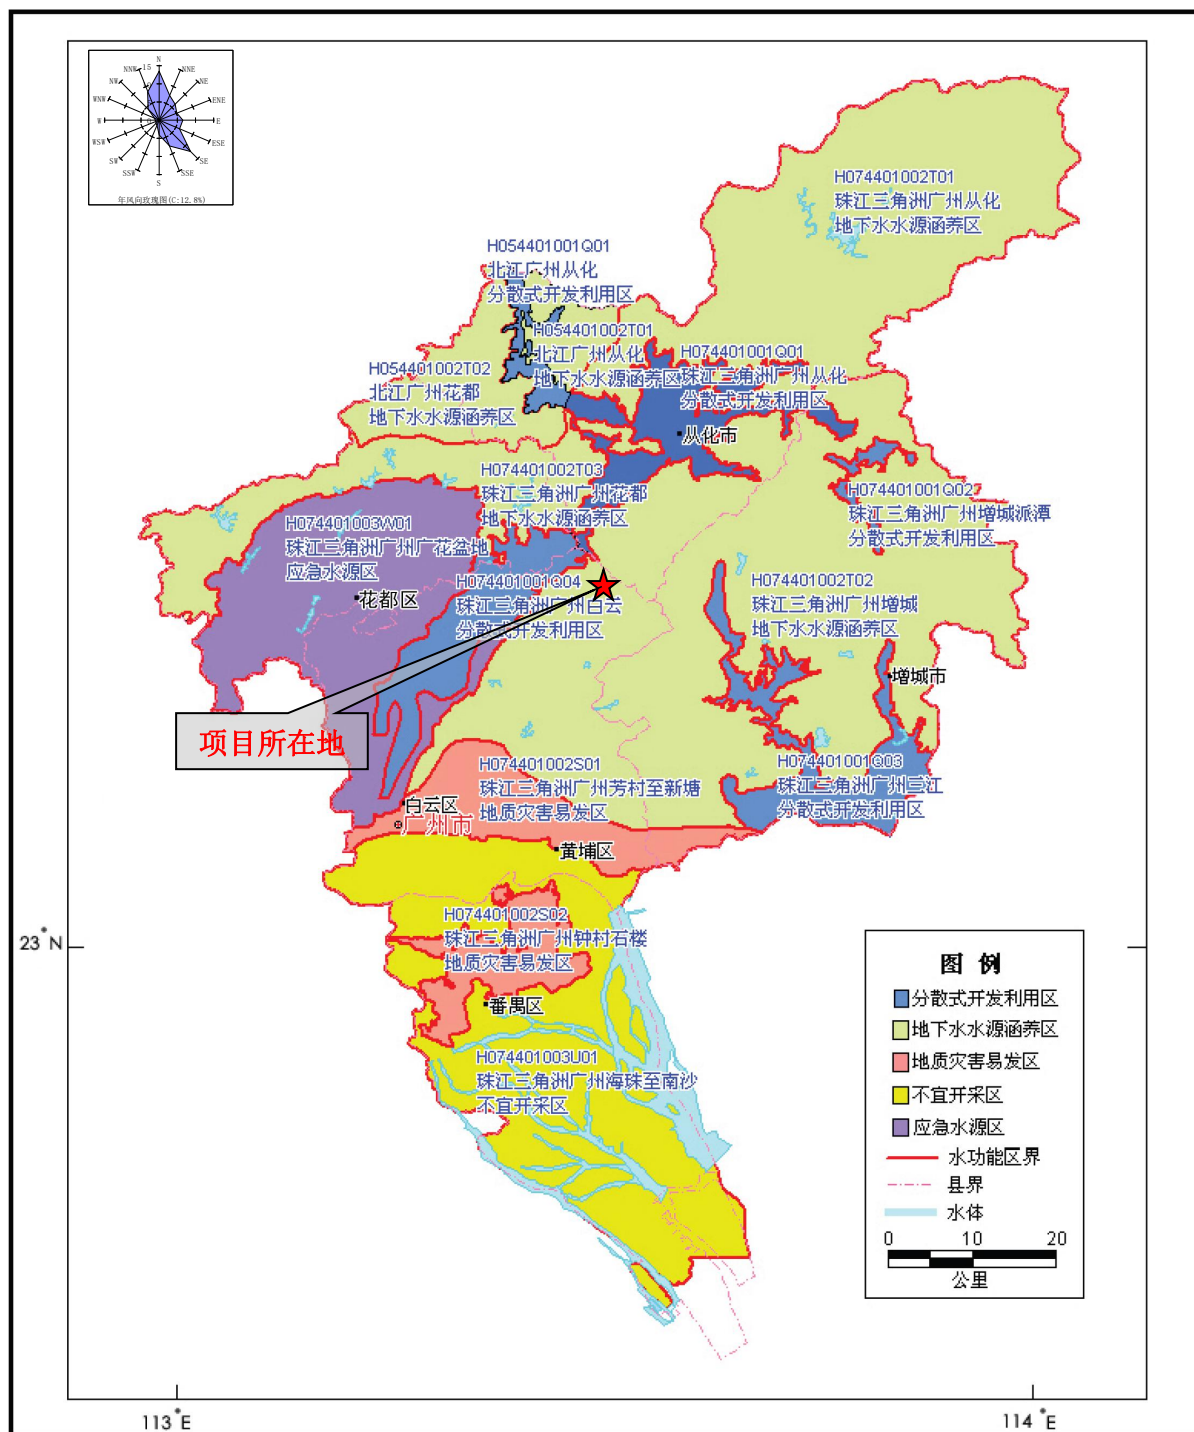 N
NNE
NE
ENE
E
ESE
SE
SSE
S
SSW
SW
WSW
W
WNW
NW
NNW
15
年风向玫瑰图(C:12.8%)
H074401002T01
珠江三角洲广州从化
地下水水源涵养区
H054401001Q01
北江广州从化
分散式开发利用区
H054401002T01
北江广州从化
地下水水源涵养区
H074401001Q01
珠江三角洲广州从化
分散式开发利用区
H054401002T02
北江广州花都
地下水水源涵养区
从化市
H074401002T03
珠江三角洲广州花都
地下水水源涵养区
H074401001Q02
珠江三角洲广州增城派潭
分散式开发利用区
H074401003W01
珠江三角洲广州广花盆地
应急水源区
花都区
H074401001Q04
珠江三角洲广州白云
分散式开发利用区
H074401002T02
珠江三角洲广州增城
地下水水源涵养区
增城市
项目所在地
H074401002S01
珠江三角洲广州芳村至新塘
地质灾害易发区
H074401001Q03
珠江三角洲广州三江
分散式开发利用区
白云区
广州市
黄埔区
H074401002S02
珠江三角洲广州钟村石楼
地质灾害易发区
番禺区
H074401003U01
珠江三角洲广州海珠至南沙
不宜开采区
23°N
图 例
分散式开发利用区
地下水水源涵养区
地质灾害易发区
不宜开采区
应急水源区
水功能区界
县界
水体
0 10 20
公里
113°E
114°E